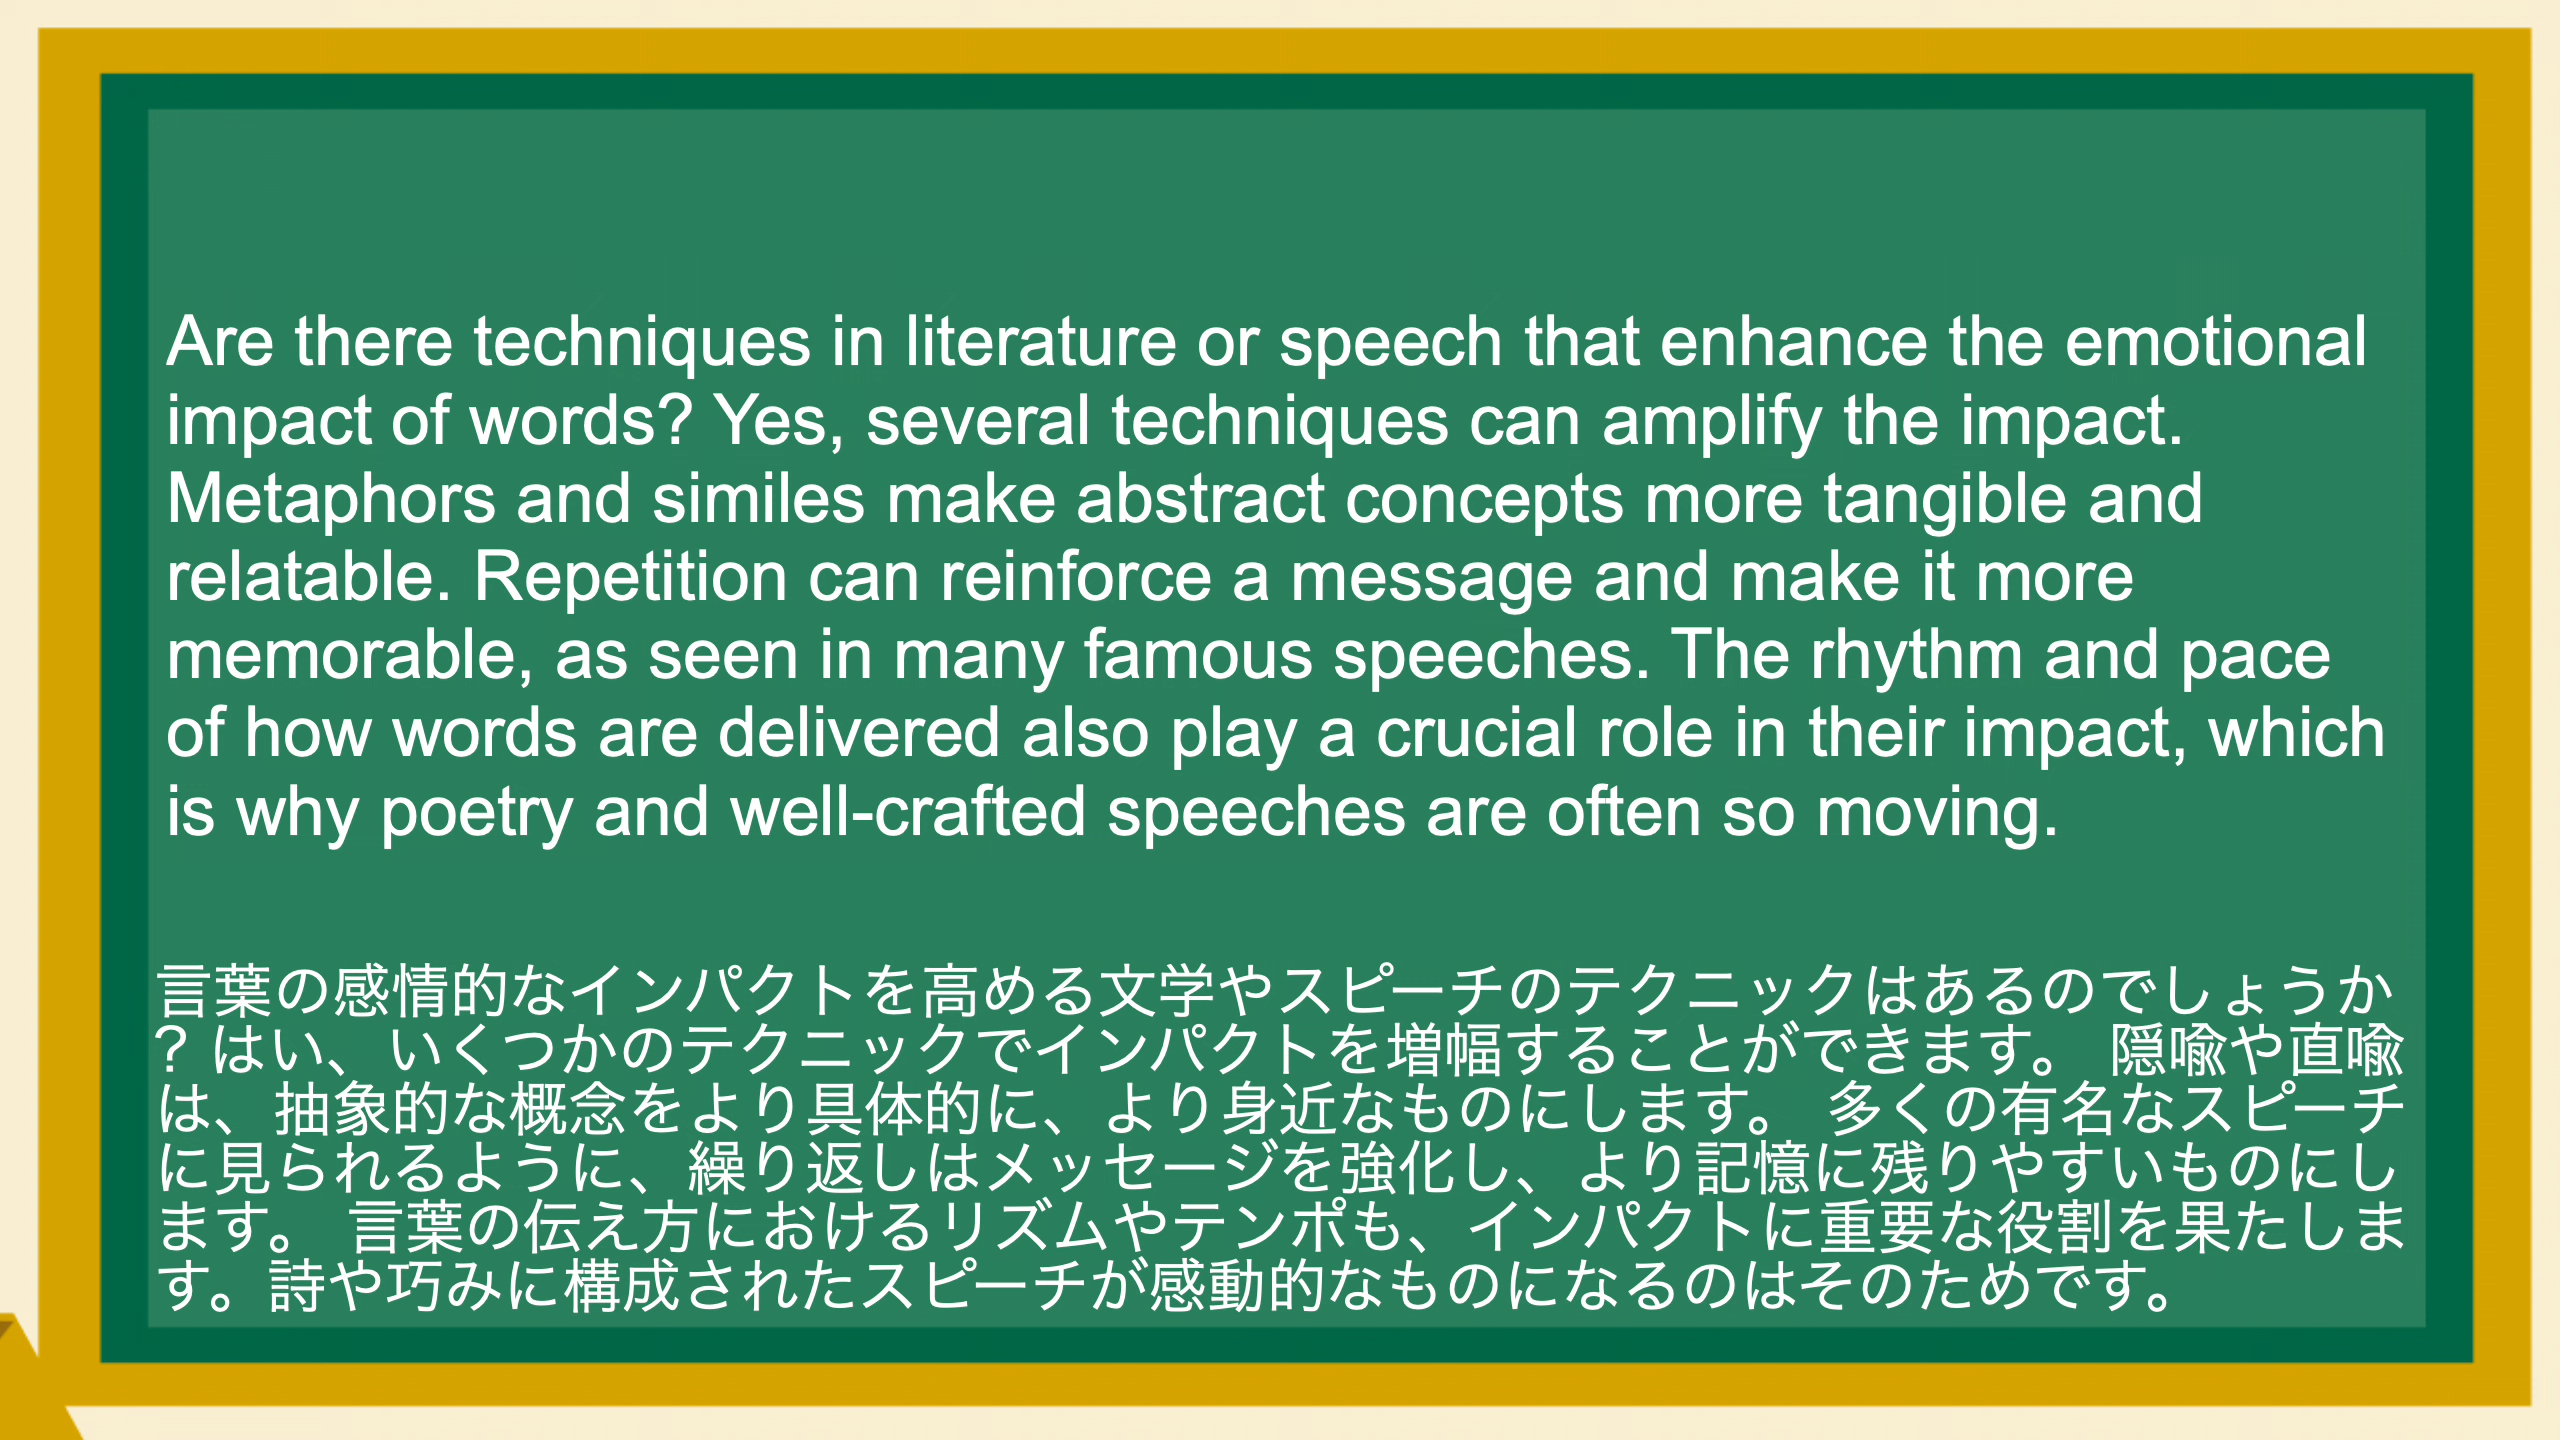 Are there techniques in literature or speech that enhance the emotional
impact of words? Yes, several techniques can amplify the impact.
Metaphors and similes make abstract concepts more tangible and
relatable. Repetition can reinforce a message and make it more
memorable, as seen in many famous speeches. The rhythm and pace
of how words are delivered also play a crucial role in their impact, which
is why poetry and well-crafted speeches are often so moving.
言葉の感情的なインパクトを高める文学やスピーチのテクニックはあるのでしょうか
? はい、いくつかのテクニックでインパクトを増幅することができます。 隠喩や直喩
は、抽象的な概念をより具体的に、より身近なものにします。 多くの有名なスピーチ
に見られるように、繰り返しはメッセージを強化し、より記憶に残りやすいものにし
ます。 言葉の伝え方におけるリズムやテンポも、インパクトに重要な役割を果たしま
す。詩や巧みに構成されたスピーチが感動的なものになるのはそのためです。